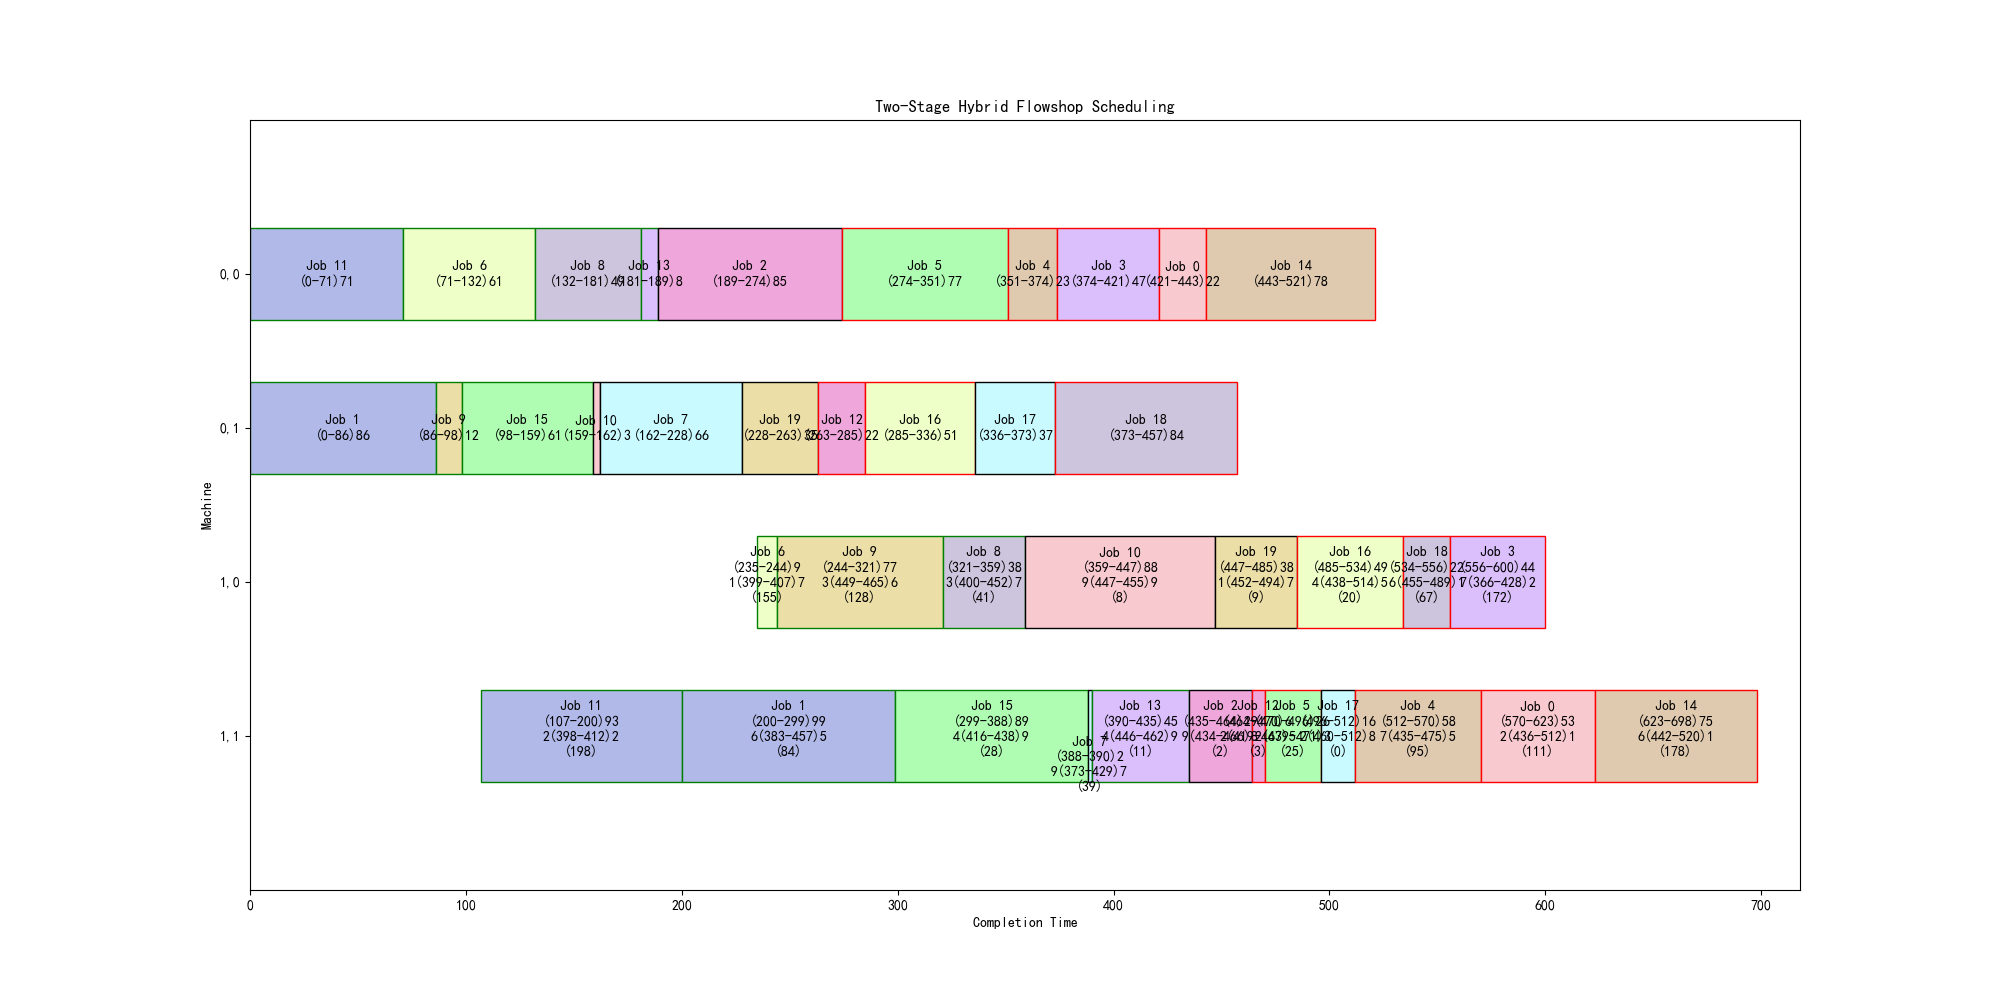 Two-Stage Hybrid Flowshop Scheduling
Machine
0,0
Job 11
(0-71)71
Job 6
(71-132)61
Job 8
(132-181)49
Job 13
(181-189)8
Job 2
(189-274)85
Job 5
(274-351)77
Job 4
(351-374)23
Job 3
(374-421)47
Job 0
(421-443)22
Job 14
(443-521)78
0,1
Job 1
(0-86)86
Job 9
(86-98)12
Job 15
(98-159)61
Job 10
(159-162)3
Job 7
(162-228)66
Job 19
(228-263)35
Job 12
(263-285)22
Job 16
(285-336)51
Job 17
(336-373)37
Job 18
(373-457)84
1,0
Job 6
(235-244)9
1(399-407)7
(155)
Job 9
(244-321)77
3(449-465)6
(128)
Job 8
(321-359)38
3(400-452)7
(41)
Job 10
(359-447)88
9(447-455)9
(8)
Job 19
(447-485)38
1(452-494)7
(9)
Job 16
(485-534)49
4(438-514)5
(20)
Job 18
(534-556)22
6(455-489)1
(67)
Job 3
(556-600)44
7(366-428)2
(172)
1,1
Job 11
(107-200)93
2(398-412)2
(198)
Job 1
(200-299)99
6(383-457)5
(84)
Job 15
(299-388)89
4(416-438)9
(28)
Job 7
(388-390)2
9(373-429)7
(39)
Job 13
(390-435)45
4(446-462)9
(11)
Job 2
(435-464)29
(2)
Job 12
(464-470)6
(3)
Job 5
(470-496)26
(25)
Job 17
(496-512)16
(0)
Job 4
(512-570)58
7(435-475)5
(95)
Job 0
(570-623)53
2(436-512)1
(111)
Job 14
(623-698)75
6(442-520)1
(178)
0 100 200 300 400 500 600 700
Completion Time